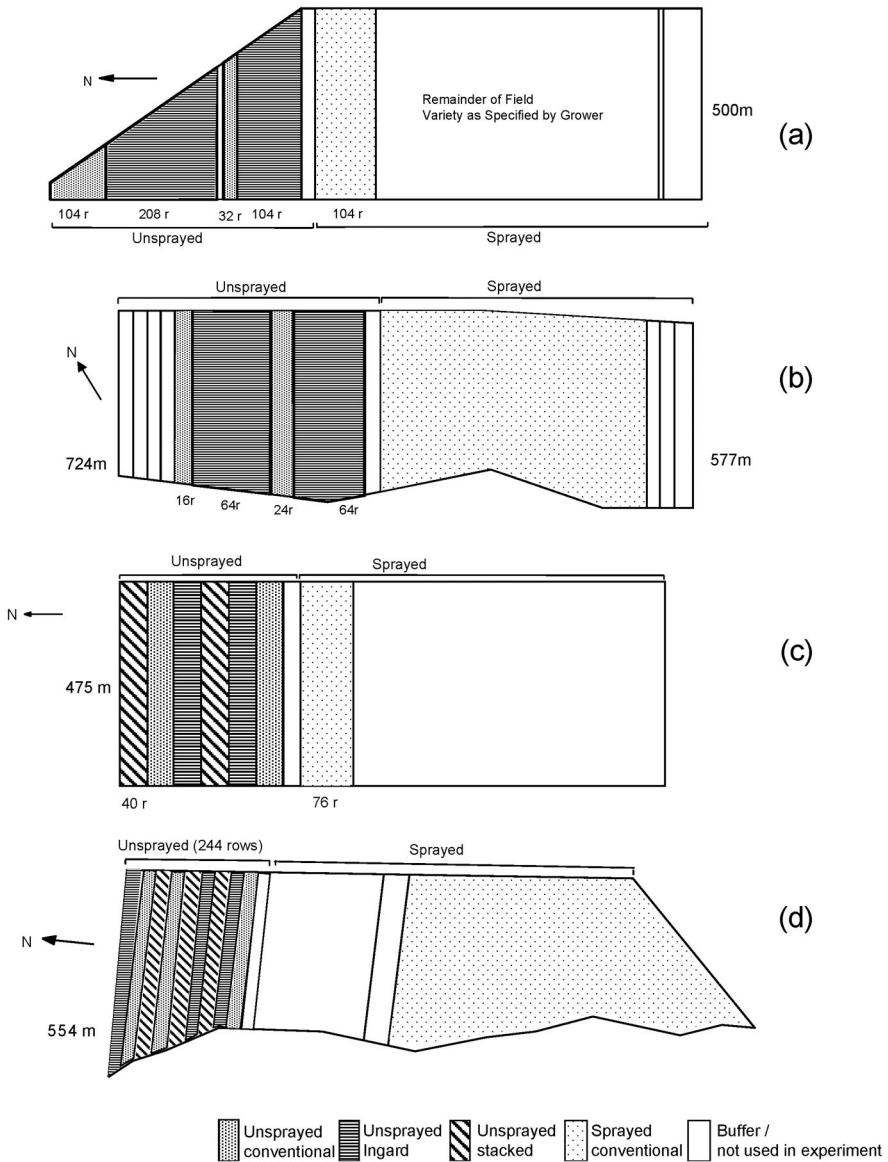 N
Remainder of Field
Variety as Specified by Grower
500m
(a)
104 r
208 r
32 r
104 r
104 r
Unsprayed
Sprayed
Unsprayed
Sprayed
N
(b)
724m
577m
16r
64r
24r
64r
Unsprayed
Sprayed
N
(c)
475 m
40 r
76 r
Unsprayed (244 rows)
Sprayed
N
(d)
554 m
Unsprayed
conventional
Unsprayed
Ingard
Unsprayed
stacked
Sprayed
conventional
Buffer /
not used in experiment